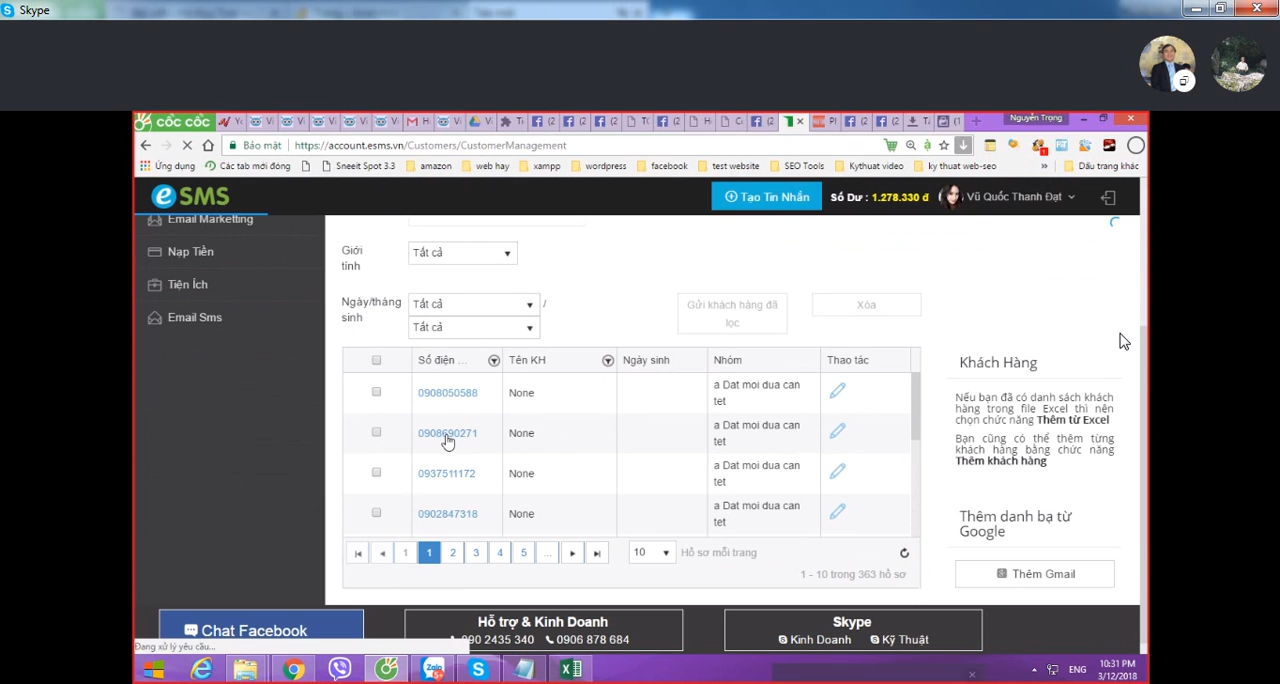 Skype
cốc cốc
Nguyễn Trọng
Bảo mật
https://account.esms.vn/Customers/CustomerManagement
Ứng dụng
Các tab mới đóng
Sneeit Spot 3.3
amazon
web hay
xampp
wordpress
facebook
test website
SEO Tools
Kythuat video
ky thuat web-seo
»
Dấu trang khác
eSMS
Tạo Tin Nhắn
Số Dư : 1.278.330 đ
Vũ Quốc Thanh Đạt
Email Marketting
Nạp Tiền
Tiện Ích
Email Sms
Giới
tính
Tất cả
Ngày/tháng
sinh
Tất cả
/
Tất cả
Gửi khách hàng đã
lọc
Xóa
Số điện ...
Tên KH
Ngày sinh
Nhóm
Thao tác
0908050588
None
a Dat moi dua can
tet
0908690271
None
a Dat moi dua can
tet
0937511172
None
a Dat moi dua can
tet
0902847318
None
a Dat moi dua can
tet
1
1
2
3
4
5
...
10
Hồ sơ mỗi trang
1 - 10 trong 363 hồ sơ
Khách Hàng
Nếu bạn đã có danh sách khách
hàng trong file Excel thì nên
chọn chức năng Thêm từ Excel
Bạn cũng có thể thêm từng
khách hàng bằng chức năng
Thêm khách hàng
Thêm danh bạ từ
Google
Thêm Gmail
Chat Facebook
Hỗ trợ & Kinh Doanh
090 2435 340
0906 878 684
Skype
Kinh Doanh
Kỹ Thuật
Đang xử lý yêu cầu...
Zalo
ENG
10:31 PM
3/12/2018